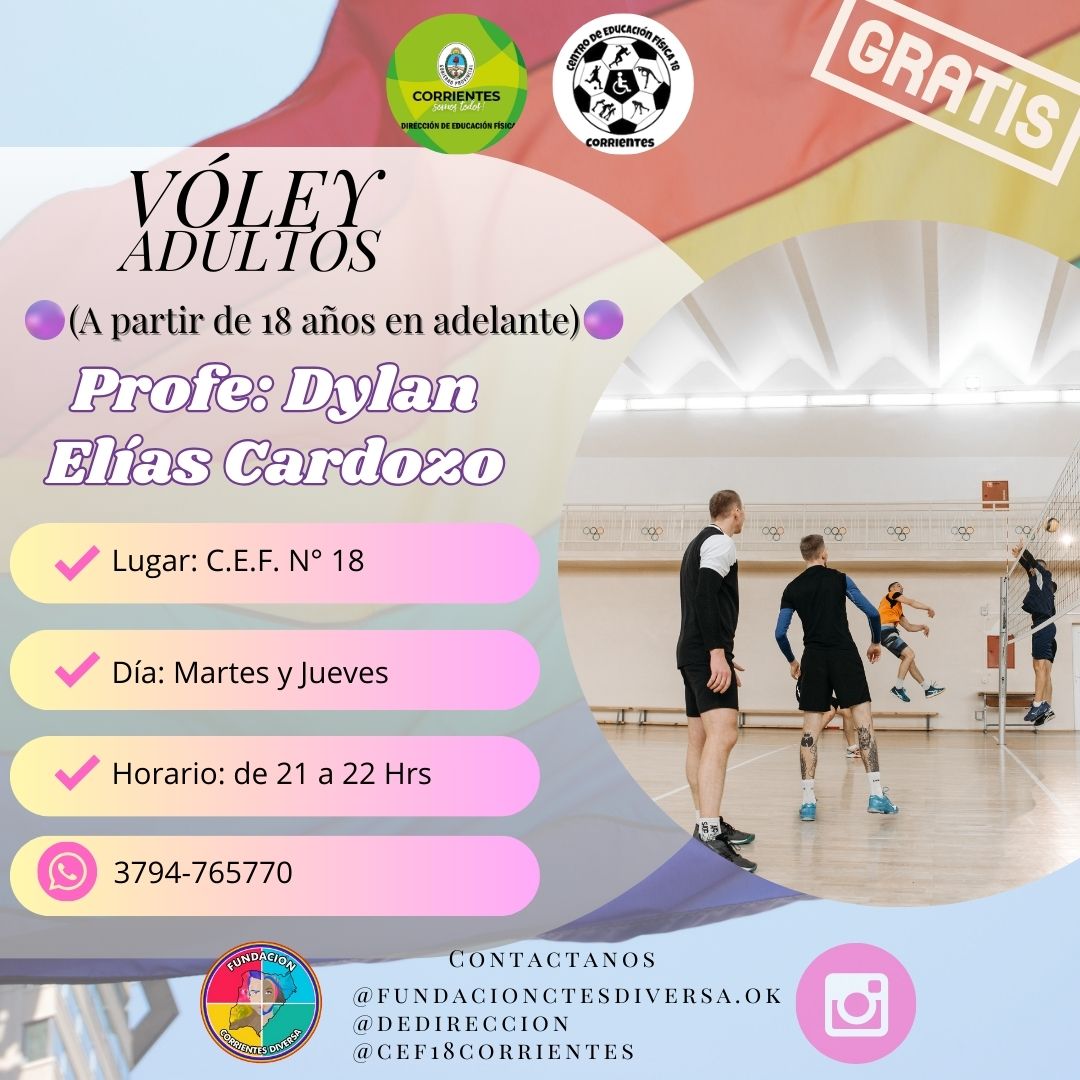 CORRIENTES
somos todos!
DIRECCIÓN DE EDUCACIÓN FÍSICA
CENTRO DE EDUCACIÓN FÍSICA 18
CORRIENTES
GRATIS
VÓLEY
ADULTOS
(A partir de 18 años en adelante)
Profe: Dylan
Elías Cardozo
Lugar: C.E.F. N° 18
Día: Martes y Jueves
Horario: de 21 a 22 Hrs
3794-765770
FUNDACION
CORRIENTES DIVERSA
Contactanos
@fundacionctesdiversa.ok
@dedireccion
@cef18corrientes